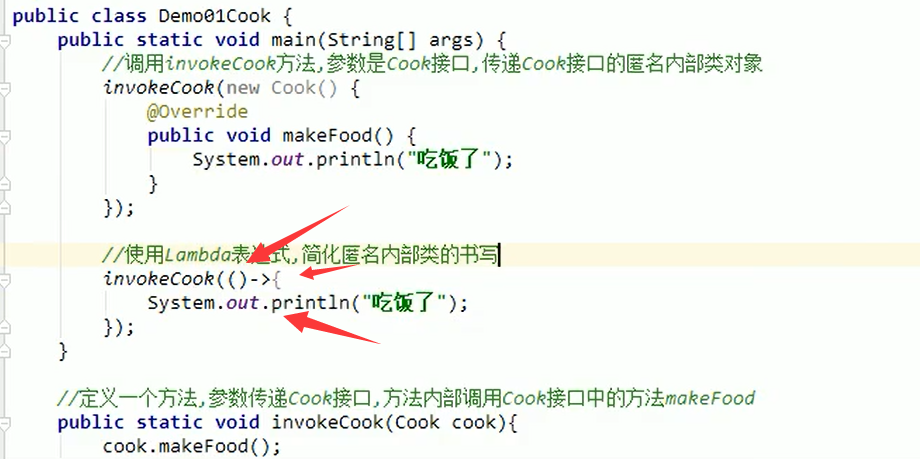 public class Demo01Cook {
public static void main(String[] args) {
//调用invokeCook方法,参数是Cook接口,传递Cook接口的匿名内部类对象
invokeCook(new Cook() {
@Override
public void makeFood() {
System.out.println("吃饭了");
}
});
//使用Lambda表达式,简化匿名内部类的书写
invokeCook(()->{
System.out.println("吃饭了");
});
}
//定义一个方法,参数传递Cook接口,方法内部调用Cook接口中的方法makeFood
public static void invokeCook(Cook cook){
cook.makeFood();